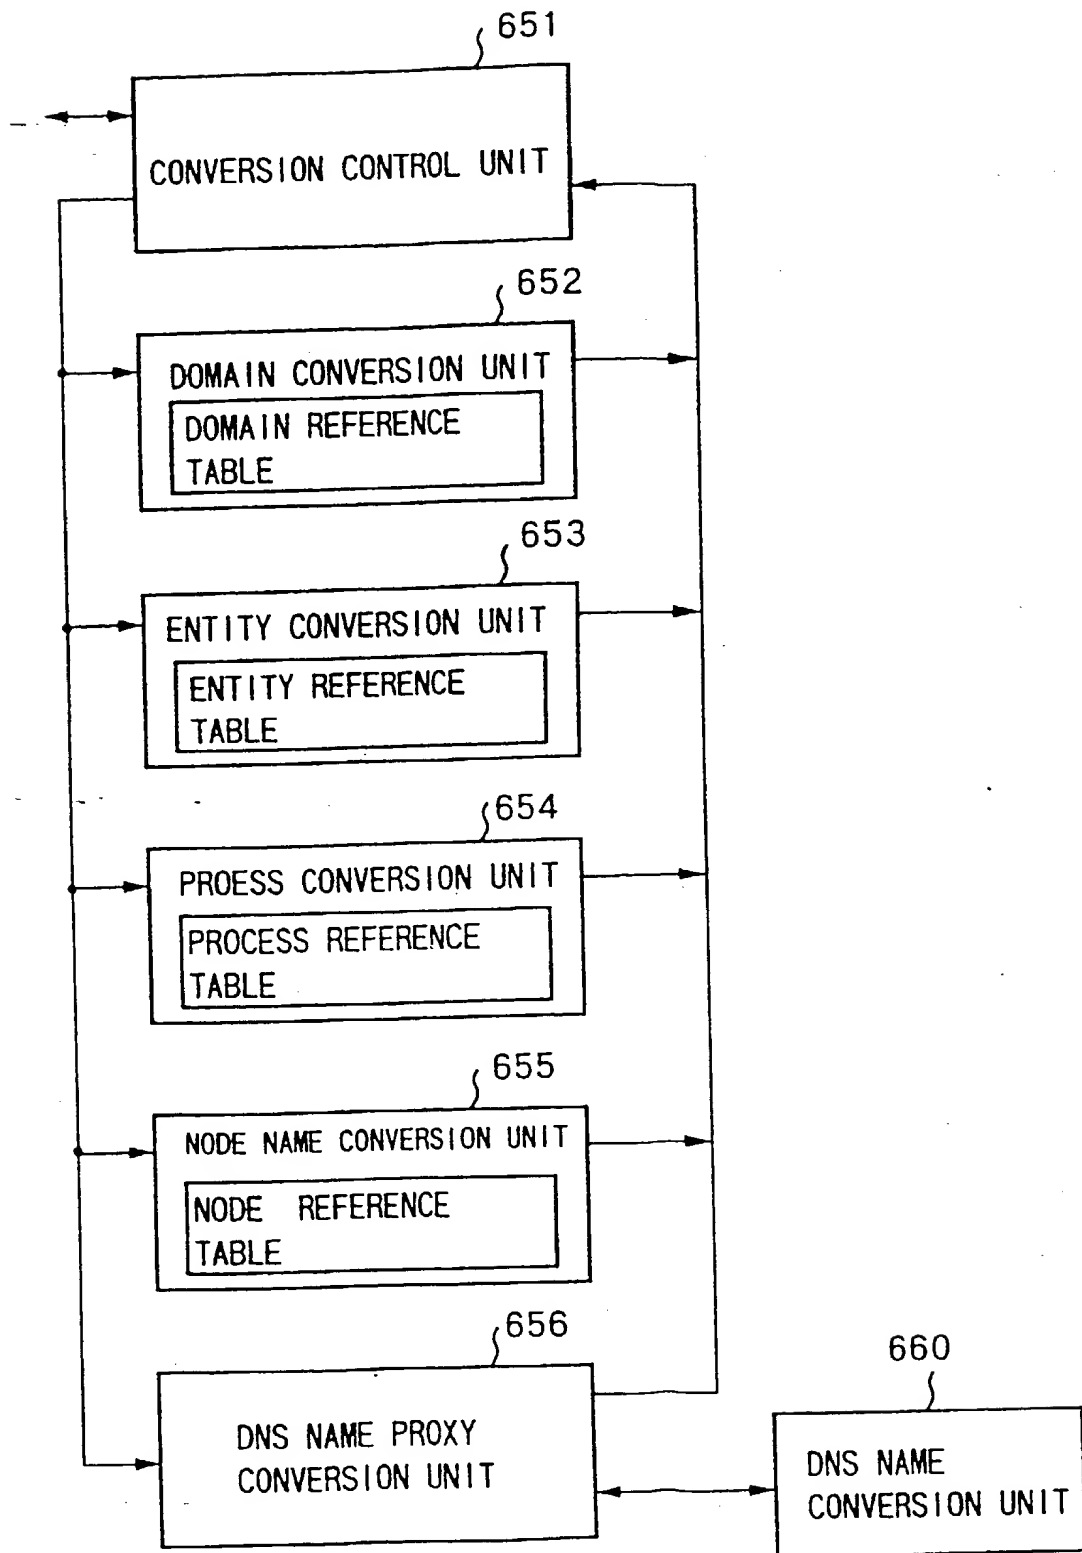 651
CONVERSION CONTROL UNIT
652
DOMAIN CONVERSION UNIT
DOMAIN REFERENCE
TABLE
653
ENTITY CONVERSION UNIT
ENTITY REFERENCE
TABLE
654
PROESS CONVERSION UNIT
PROCESS REFERENCE
TABLE
655
NODE NAME CONVERSION UNIT
NODE REFERENCE
TABLE
656
DNS NAME PROXY
CONVERSION UNIT
660
DNS NAME
CONVERSION UNIT